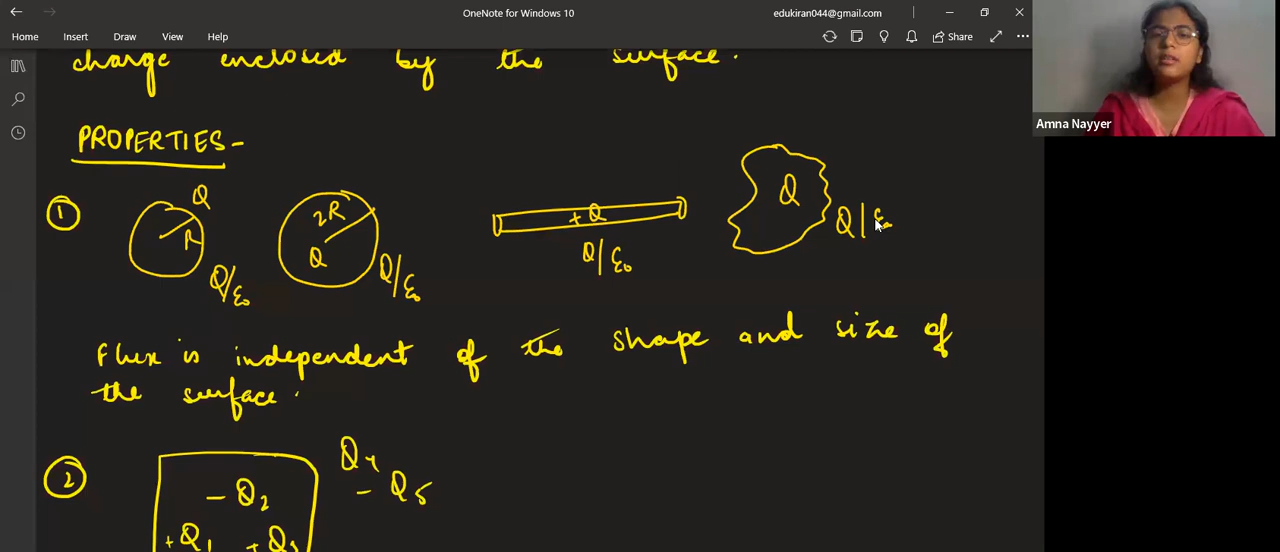 OneNote for Windows 10
edukiran044@gmail.com
Home Insert Draw View Help
Share
Amna Nayyer
charge enclosed by the surface.
PROPERTIES-
① Q R Q/ε₀
2R Q Q/ε₀
+Q Q/ε₀
Q Q/ε₀
Flux is independent of the shape and size of
the surface.
② - Q₂
Q₄
- Q₅
+Q₁ +Q₃